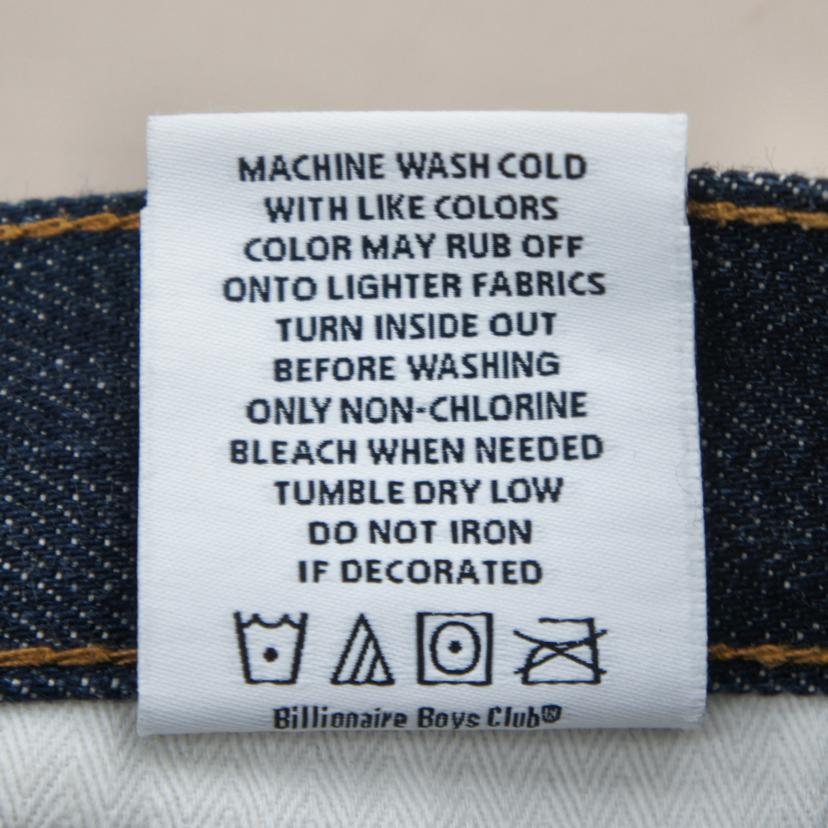 MACHINE WASH COLD
WITH LIKE COLORS
COLOR MAY RUB OFF
ONTO LIGHTER FABRICS
TURN INSIDE OUT
BEFORE WASHING
ONLY NON-CHLORINE
BLEACH WHEN NEEDED
TUMBLE DRY LOW
DO NOT IRON
IF DECORATED
Billionaire Boys Club®